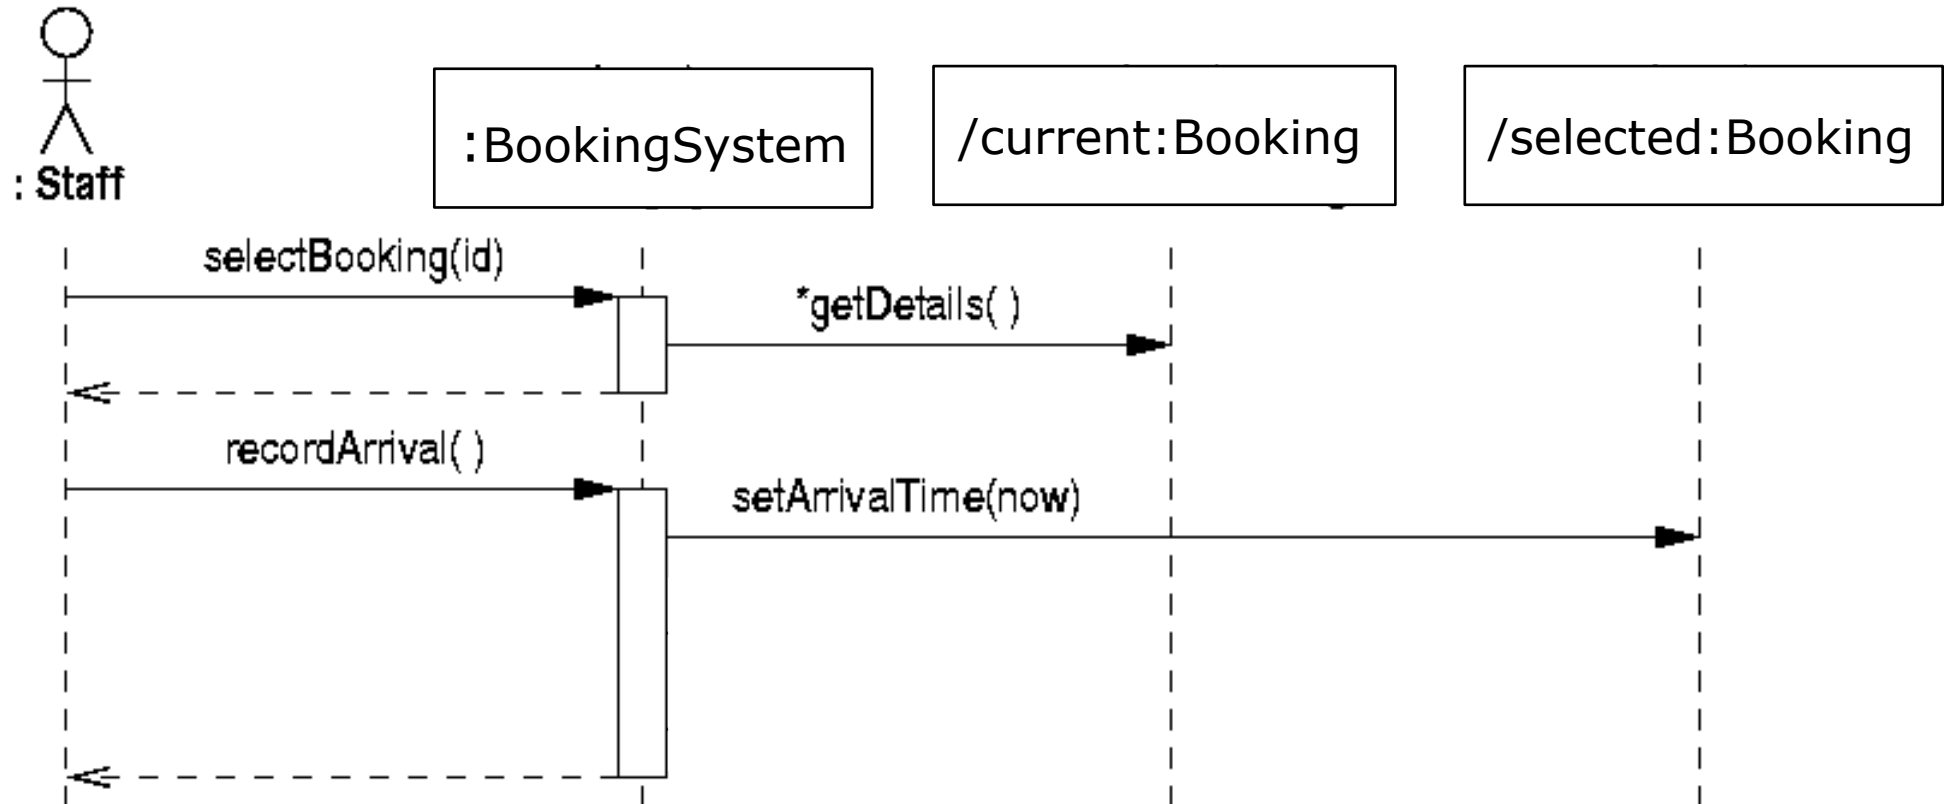 : Staff
:BookingSystem
/current:Booking
/selected:Booking
selectBooking(id)
*getDetails( )
recordArrival( )
setArrivalTime(now)